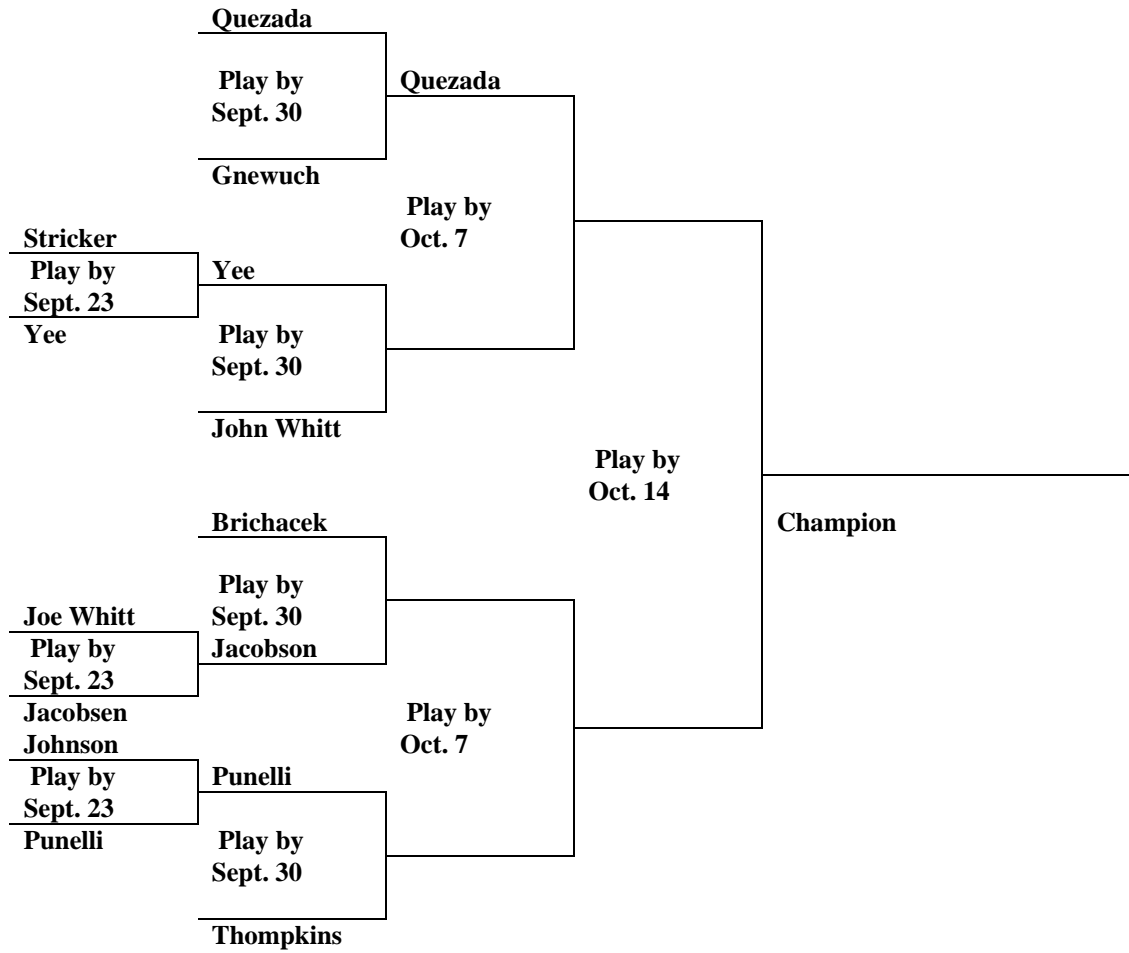 Quezada
Play by
Sept. 30
Quezada
Gnewuch
Play by
Oct. 7
Stricker
Play by
Sept. 23
Yee
Yee
Play by
Sept. 30
John Whitt
Play by
Oct. 14
Champion
Brichacek
Play by
Sept. 30
Joe Whitt
Play by
Sept. 23
Jacobson
Jacobsen
Johnson
Play by
Oct. 7
Play by
Sept. 23
Punelli
Punelli
Play by
Sept. 30
Thompkins